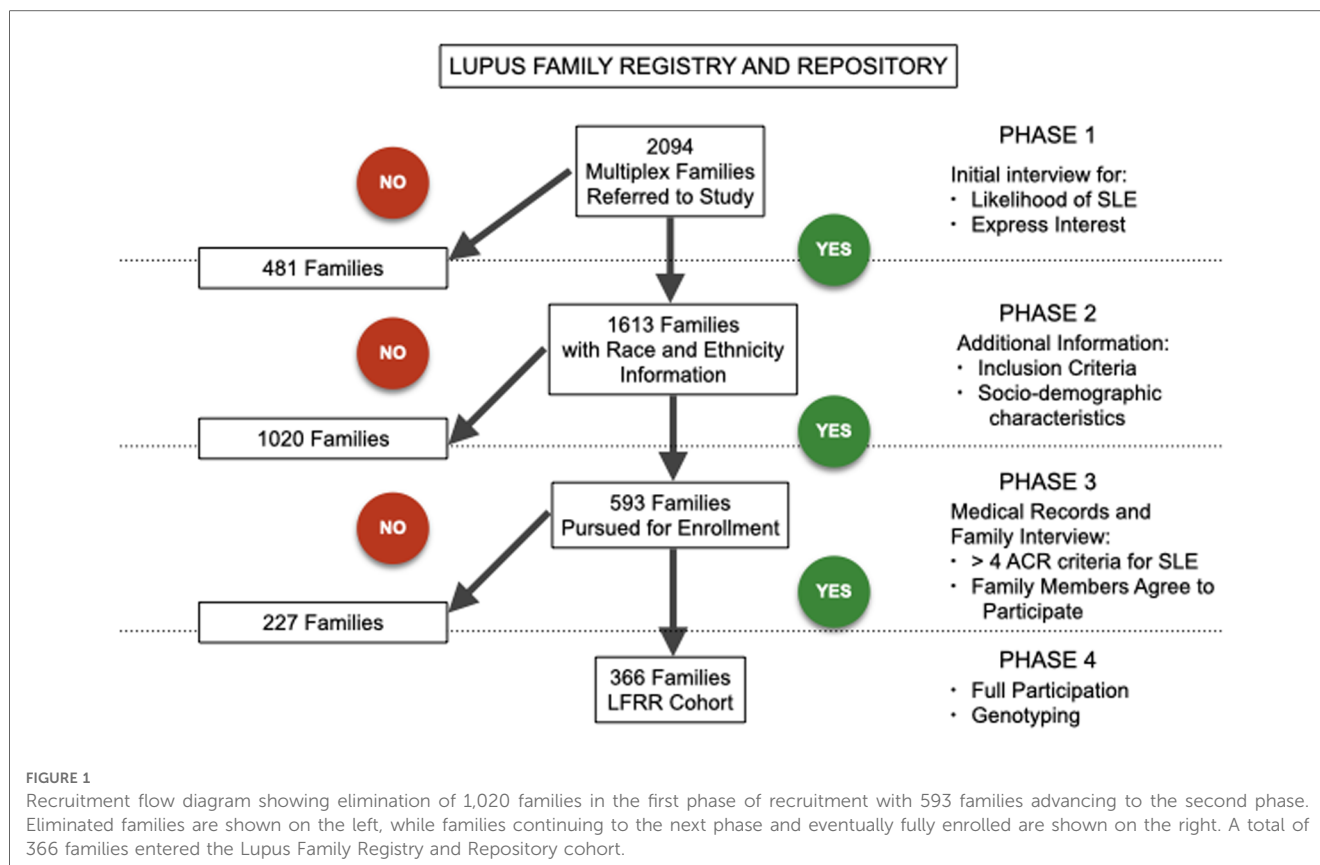 LUPUS FAMILY REGISTRY AND REPOSITORY
2094
Multiplex Families
Referred to Study
NO
481 Families
YES
PHASE 1
Initial interview for:
• Likelihood of SLE
• Express Interest
1613 Families
with Race and Ethnicity
Information
NO
1020 Families
YES
PHASE 2
Additional Information:
• Inclusion Criteria
• Socio-demographic
characteristics
593 Families
Pursued for Enrollment
NO
227 Families
YES
PHASE 3
Medical Records and
Family Interview:
• > 4 ACR criteria for SLE
• Family Members Agree to
Participate
366 Families
LFRR Cohort
PHASE 4
• Full Participation
• Genotyping
FIGURE 1
Recruitment flow diagram showing elimination of 1,020 families in the first phase of recruitment with 593 families advancing to the second phase.
Eliminated families are shown on the left, while families continuing to the next phase and eventually fully enrolled are shown on the right. A total of
366 families entered the Lupus Family Registry and Repository cohort.